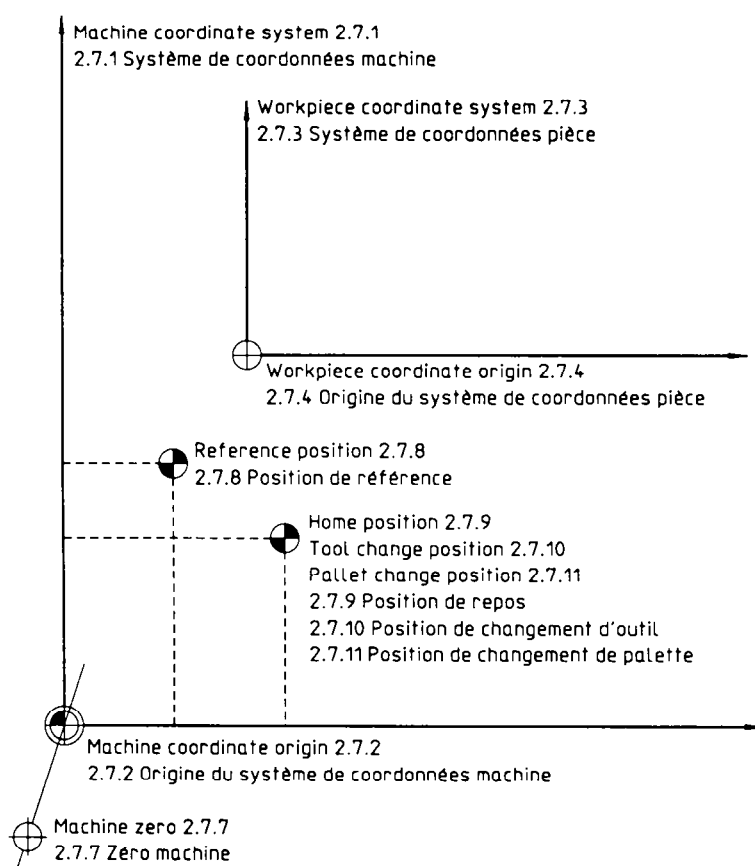 Machine coordinate system 2.7.1
2.7.1 Système de coordonnées machine
Workpiece coordinate system 2.7.3
2.7.3 Système de coordonnées pièce
Workpiece coordinate origin 2.7.4
2.7.4 Origine du système de coordonnées pièce
Reference position 2.7.8
2.7.8 Position de référence
Home position 2.7.9
Tool change position 2.7.10
Pallet change position 2.7.11
2.7.9 Position de repos
2.7.10 Position de changement d'outil
2.7.11 Position de changement de palette
Machine coordinate origin 2.7.2
2.7.2 Origine du système de coordonnées machine
Machine zero 2.7.7
2.7.7 Zéro machine